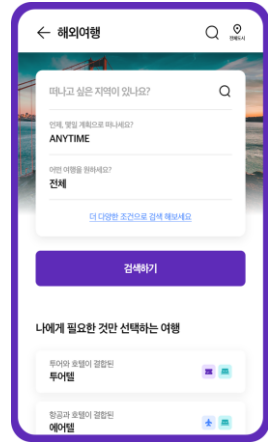 해외여행
떠나고 싶은 지역이 있나요?
언제, 몇일 계획으로 떠나세요?
ANYTIME
어떤 여행을 원하세요?
전체
더 다양한 조건으로 검색 해보세요
검색하기
나에게 필요한 것만 선택하는 여행
투어와 호텔이 결합된
투어텔
항공과 호텔이 결합된
에어텔